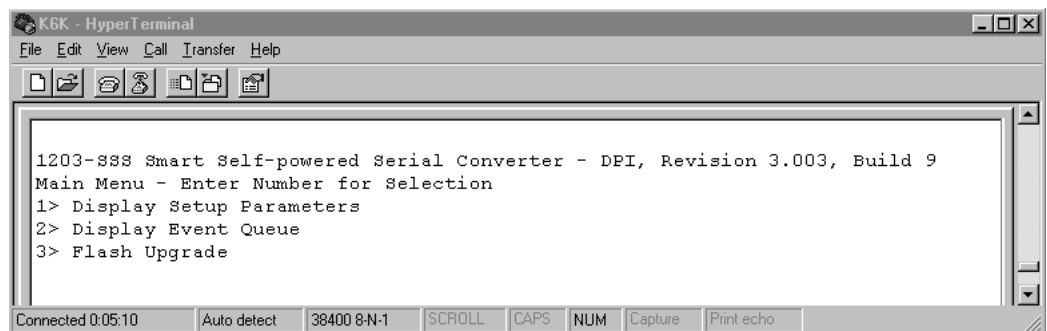 K6K - HyperTerminal
File Edit View Call Transfer Help
1203-SSS Smart Self-powered Serial Converter - DPI, Revision 3.003, Build 9
Main Menu - Enter Number for Selection
1> Display Setup Parameters
2> Display Event Queue
3> Flash Upgrade
Connected 0:05:10 Auto detect 38400 8-N-1 SCROLL CAPS NUM Capture Print echo